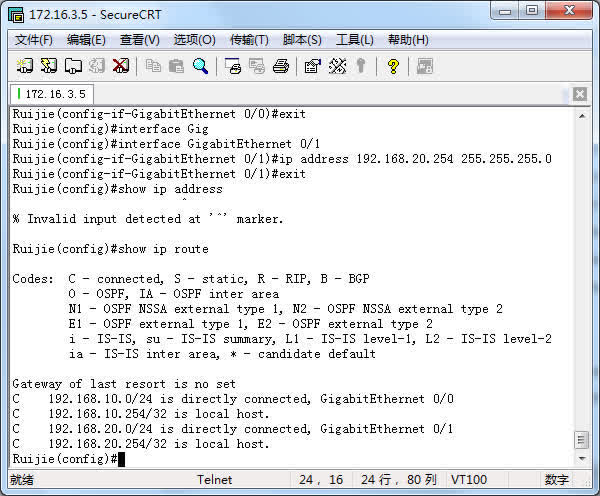 172.16.3.5 - SecureCRT
文件(F) 编辑(E) 查看(V) 选项(O) 传输(T) 脚本(S) 工具(L) 帮助(H)
172.16.3.5
Ruijie(config-if-GigabitEthernet 0/0)#exit
Ruijie(config)#interface Gig
Ruijie(config)#interface GigabitEthernet 0/1
Ruijie(config-if-GigabitEthernet 0/1)#ip address 192.168.20.254 255.255.255.0
Ruijie(config-if-GigabitEthernet 0/1)#exit
Ruijie(config)#show ip address
^
% Invalid input detected at '^' marker.
Ruijie(config)#show ip route
Codes:  C - connected, S - static, R - RIP, B - BGP
O - OSPF, IA - OSPF inter area
N1 - OSPF NSSA external type 1, N2 - OSPF NSSA external type 2
E1 - OSPF external type 1, E2 - OSPF external type 2
i - IS-IS, su - IS-IS summary, L1 - IS-IS level-1, L2 - IS-IS level-2
ia - IS-IS inter area, * - candidate default
Gateway of last resort is no set
C    192.168.10.0/24 is directly connected, GigabitEthernet 0/0
C    192.168.10.254/32 is local host.
C    192.168.20.0/24 is directly connected, GigabitEthernet 0/1
C    192.168.20.254/32 is local host.
Ruijie(config)#
就绪 Telnet 24, 16 24 行, 80 列 VT100 数字